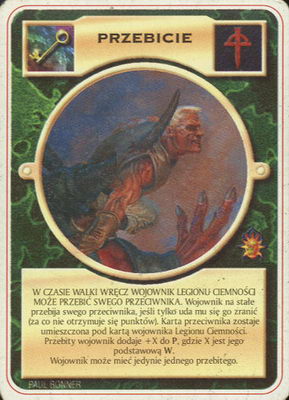 PRZEBICIE
W CZASIE WALKI WRĘCZ WOJOWNIK LEGIONU CIEMNOŚCI
MOŻE PRZEBIĆ SWEGO PRZECIWNIKA. Wojownik na stałe
przebija swego przeciwnika, jeśli tylko uda mu się go zranić
(za co nie otrzymuje się punktów). Karta przeciwnika zostaje
umieszczona pod kartą wojownika Legionu Ciemności.
Przebity wojownik dodaje +X do P, gdzie X jest jego
podstawową W.
Wojownik może mieć jedynie jednego przebitego.
PAUL BONNER